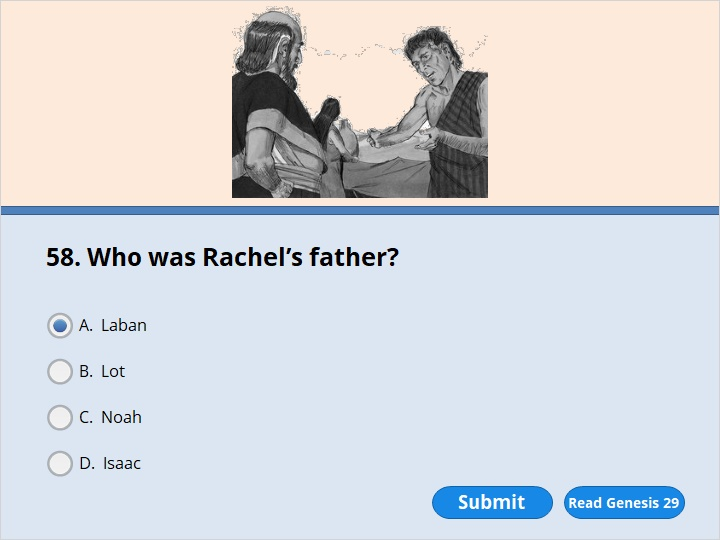 58. Who was Rachel’s father?
A. Laban
B. Lot
C. Noah
D. Isaac
Submit
Read Genesis 29